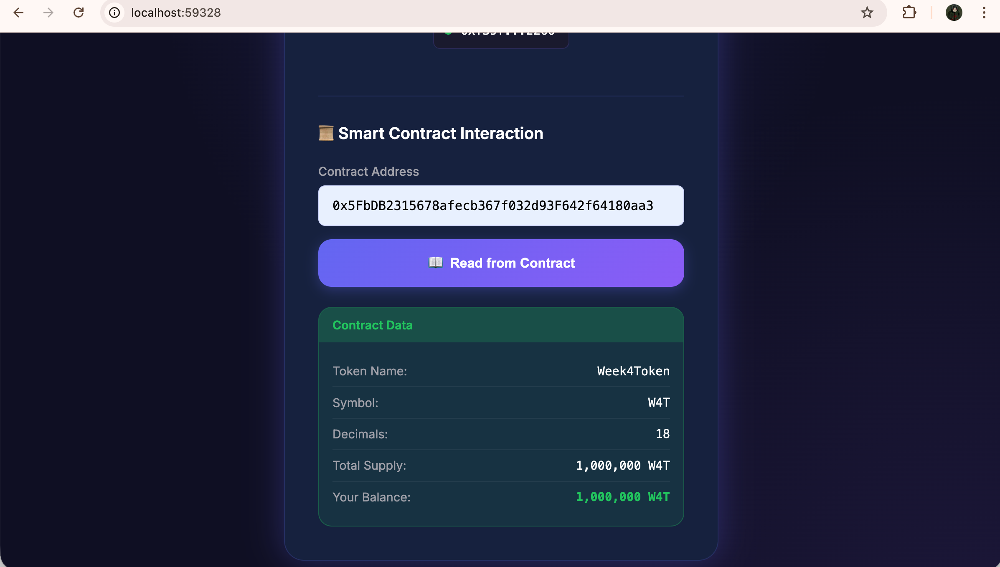 localhost:59328
📜 Smart Contract Interaction
Contract Address
0x5FbDB2315678afecb367f032d93F642f64180aa3
📖 Read from Contract
Contract Data
Token Name: Week4Token
Symbol: W4T
Decimals: 18
Total Supply: 1,000,000 W4T
Your Balance: 1,000,000 W4T